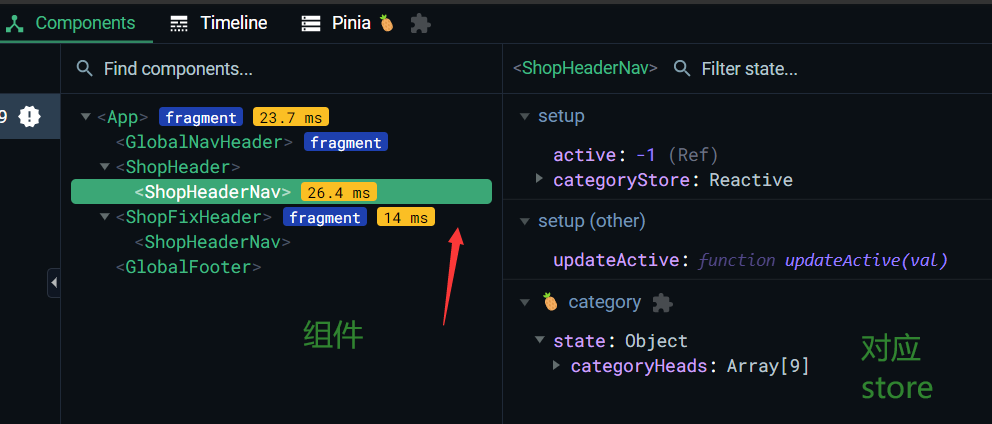 Components
Timeline
Pinia 🍍
Find components...
<ShopHeaderNav>
Filter state...
9
<App> fragment 23.7 ms
<GlobalNavHeader> fragment
<ShopHeader>
<ShopHeaderNav> 26.4 ms
<ShopFixHeader> fragment 14 ms
<ShopHeaderNav>
<GlobalFooter>
组件
setup
active: -1 (Ref)
categoryStore: Reactive
setup (other)
updateActive: function updateActive(val)
🍍 category
state: Object
categoryHeads: Array[9]
对应
store